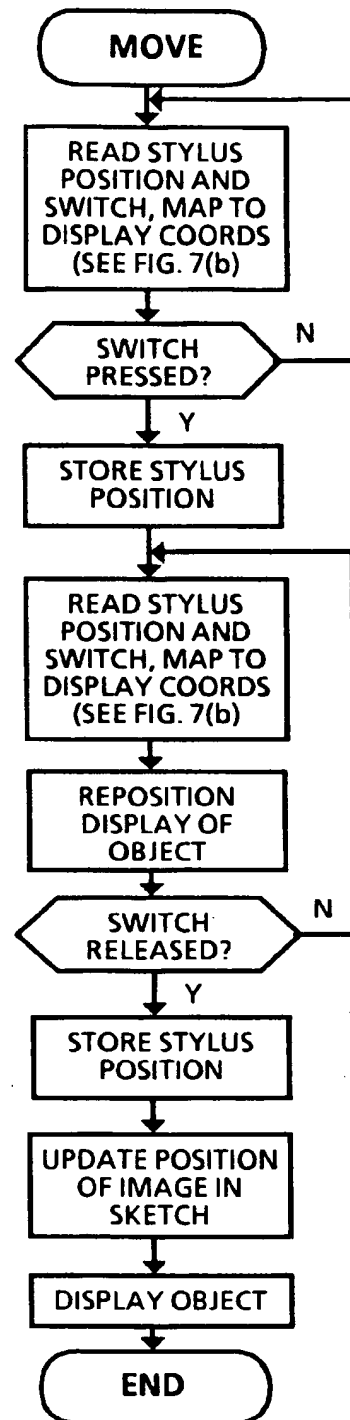 MOVE
READ STYLUS
POSITION AND
SWITCH, MAP TO
DISPLAY COORDS
(SEE FIG. 7(b)
N
SWITCH
PRESSED?
Y
STORE STYLUS
POSITION
READ STYLUS
POSITION AND
SWITCH, MAP TO
DISPLAY COORDS
(SEE FIG. 7(b)
REPOSITION
DISPLAY OF
OBJECT
N
SWITCH
RELEASED?
Y
STORE STYLUS
POSITION
UPDATE POSITION
OF IMAGE IN
SKETCH
DISPLAY OBJECT
END